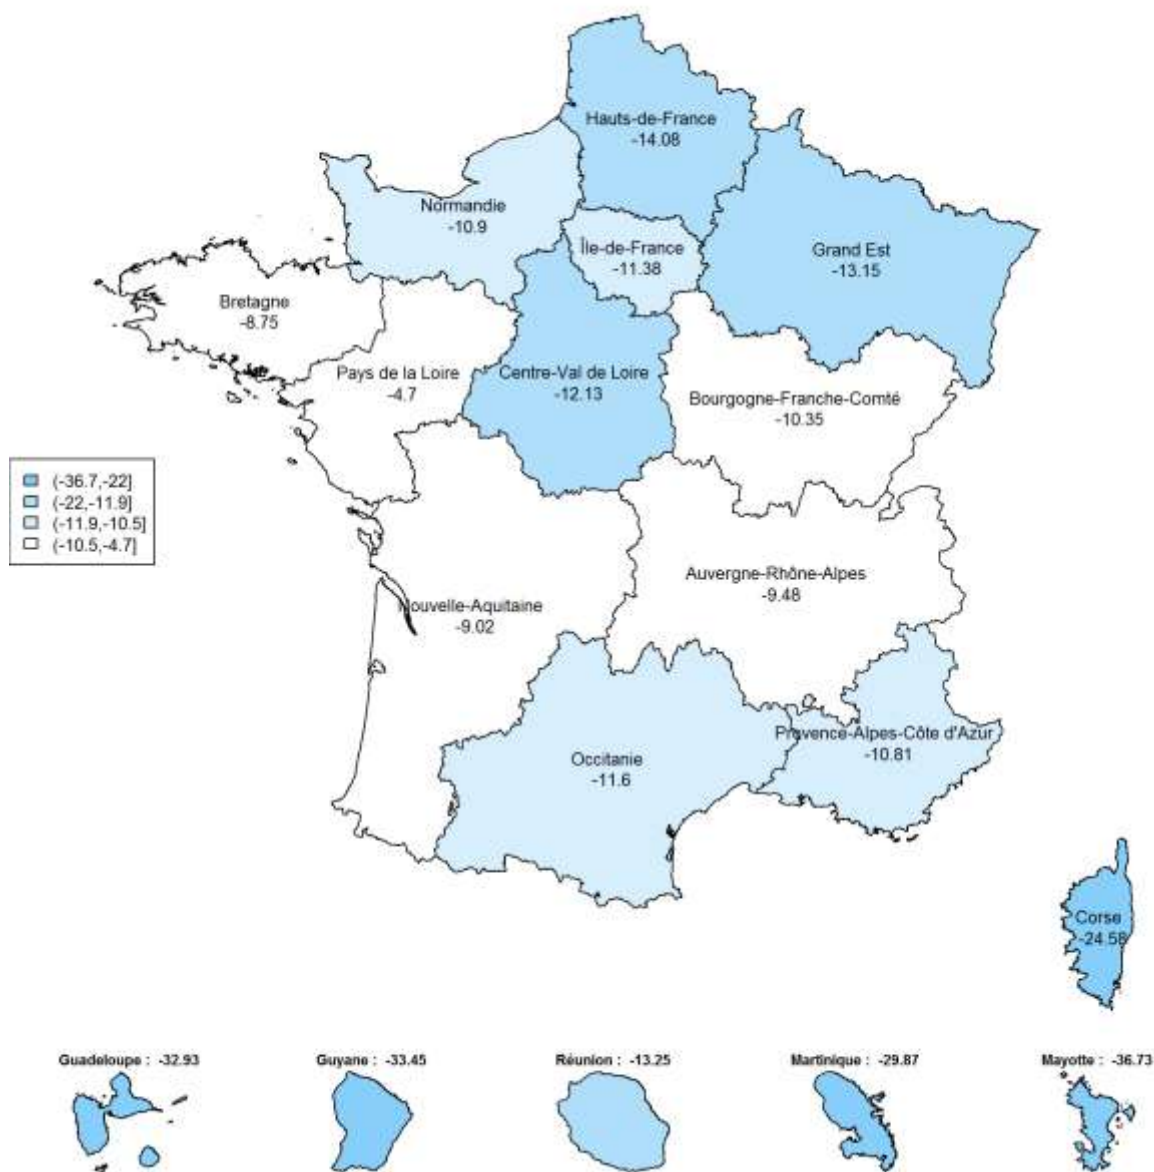 Hauts-de-France
-14.08
Normandie
-10.9
Île-de-France
-11.38
Grand Est
-13.15
Bretagne
-8.75
Pays de la Loire
-4.7
Centre-Val de Loire
-12.13
Bourgogne-Franche-Comté
-10.35
(-36.7,-22]
(-22,-11.9]
(-11.9,-10.5]
(-10.5,-4.7]
Auvergne-Rhône-Alpes
-9.48
Nouvelle-Aquitaine
-9.02
Provence-Alpes-Côte d'Azur
-10.81
Occitanie
-11.6
Corse
-24.58
Guadeloupe : -32.93
Guyane : -33.45
Réunion : -13.25
Martinique : -29.87
Mayotte : -36.73